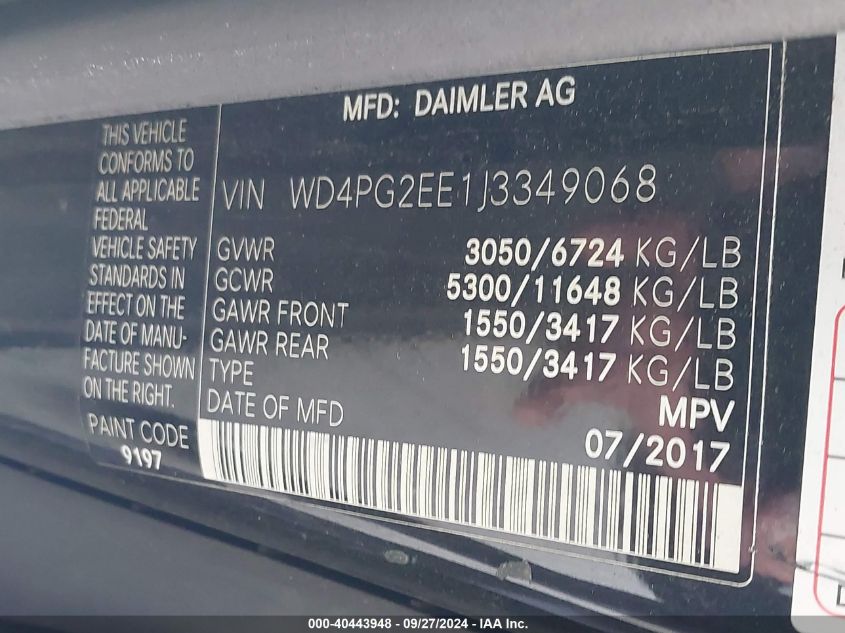 MFD: DAIMLER AG
THIS VEHICLE
CONFORMS TO
ALL APPLICABLE
FEDERAL
VEHICLE SAFETY
STANDARDS IN
EFFECT ON THE
DATE OF MANU-
FACTURE SHOWN
ON THE RIGHT.
PAINT CODE
9197
VIN WD4PG2EE1J3349068
GVWR 3050/6724 KG/LB
GCWR 5300/11648 KG/LB
GAWR FRONT 1550/3417 KG/LB
GAWR REAR 1550/3417 KG/LB
TYPE MPV
DATE OF MFD 07/2017
000-40443948 - 09/27/2024 - IAA Inc.